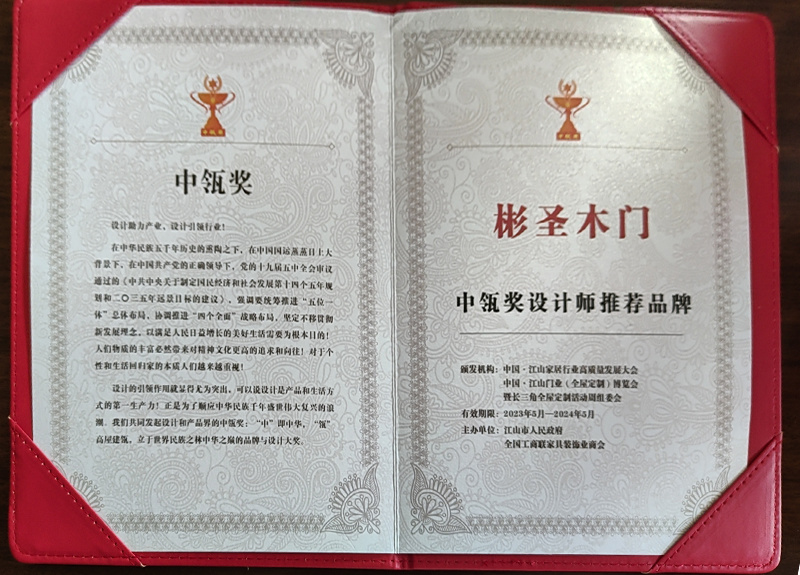 中瓴奖
中瓴奖
设计助力产业，设计引领行业！
在中华民族五千年历史的熏陶之下，在中国国运蒸蒸日上大
背景下，在中国共产党的正确领导下，党的十九届五中全会审议
通过的《中共中央关于制定国民经济和社会发展第十四个五年规
划和二〇三五年远景目标的建议》，强调要统筹推进“五位一
体”总体布局，协调推进“四个全面”战略布局，坚定不移贯彻
新发展理念，以满足人民日益增长的美好生活需要为根本目的！
人们物质的丰富必然带来对精神文化更高的追求和向往！对于个
性和生活回归家的本质人们越来越重视！
设计的引领作用就显得尤为突出，可以说设计是产品和生活方
式的第一生产力！正是为了顺应中华民族千年盛世伟大复兴的浪
潮，我们共同发起设计和产品界的中瓴奖：“中”即中华，“瓴”
高屋建瓴，立于世界民族之林中华之巅的品牌与设计大奖。
中瓴奖
彬圣木门
中瓴奖设计师推荐品牌
颁发机构：中国·江山家居行业高质量发展大会
中国·江山门业（全屋定制）博览会
暨长三角全屋定制活动周组委会
有效期限：2023年5月—2024年5月
主办单位：江山市人民政府
全国工商联家具装饰业商会